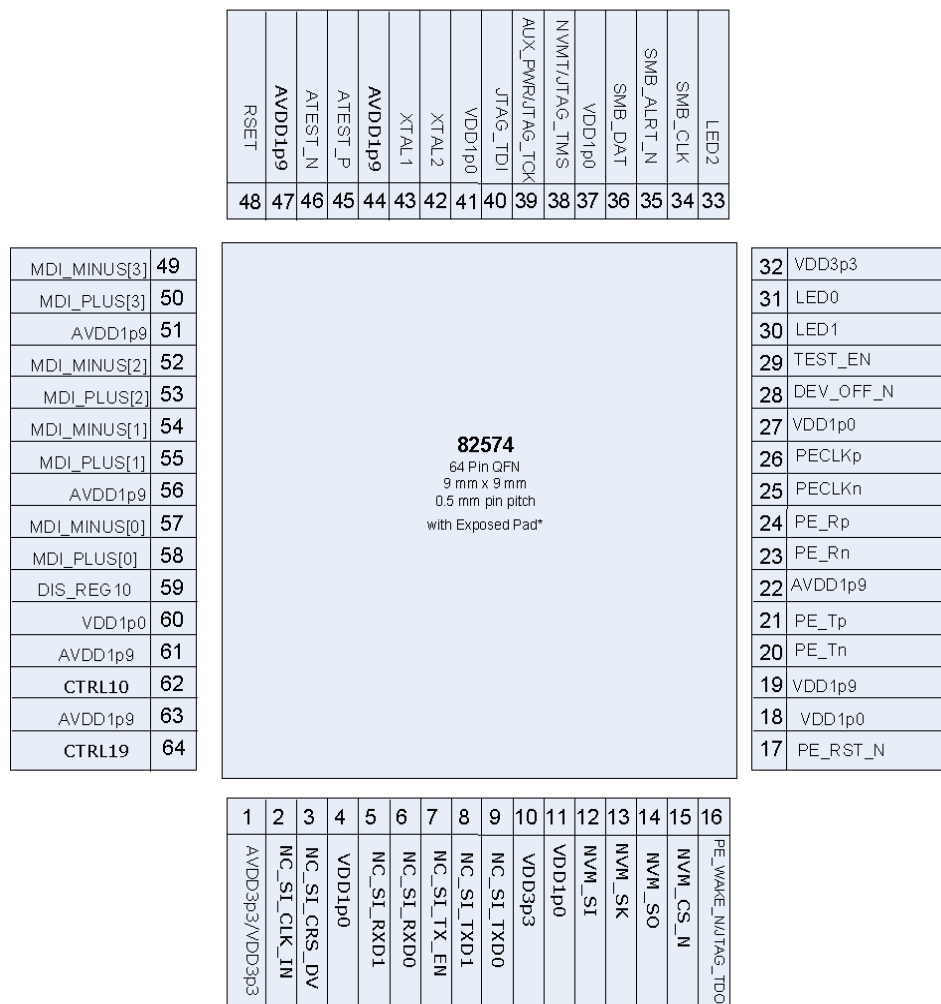 RSET
AVDD1p9
ATEST_N
ATEST_P
AVDD1p9
XTAL1
XTAL2
VDD1p0
JTAG_TDI
AUX_PWR/JTAG_TCK
NVMT/JTAG_TMS
VDD1p0
SMB_DAT
SMB_ALRT_N
SMB_CLK
LED2
48 47 46 45 44 43 42 41 40 39 38 37 36 35 34 33
MDI_MINUS[3] 49
MDI_PLUS[3] 50
AVDD1p9 51
MDI_MINUS[2] 52
MDI_PLUS[2] 53
MDI_MINUS[1] 54
MDI_PLUS[1] 55
AVDD1p9 56
MDI_MINUS[0] 57
MDI_PLUS[0] 58
DIS_REG10 59
VDD1p0 60
AVDD1p9 61
CTRL10 62
AVDD1p9 63
CTRL19 64
82574
64 Pin QFN
9 mm x 9 mm
0.5 mm pin pitch
with Exposed Pad*
32 VDD3p3
31 LED0
30 LED1
29 TEST_EN
28 DEV_OFF_N
27 VDD1p0
26 PECLKp
25 PECLKn
24 PE_Rp
23 PE_Rn
22 AVDD1p9
21 PE_Tp
20 PE_Tn
19 VDD1p9
18 VDD1p0
17 PE_RST_N
1 2 3 4 5 6 7 8 9 10 11 12 13 14 15 16
AVDD3p3/VDD3p3
NC_SI_CLK_IN
NC_SI_CRS_DV
VDD1p0
NC_SI_RXD1
NC_SI_RXD0
NC_SI_TX_EN
NC_SI_TXD1
NC_SI_TXD0
VDD3p3
VDD1p0
NVM_SI
NVM_SK
NVM_SO
NVM_CS_N
PE_WAKE_N/JTAG_TDO